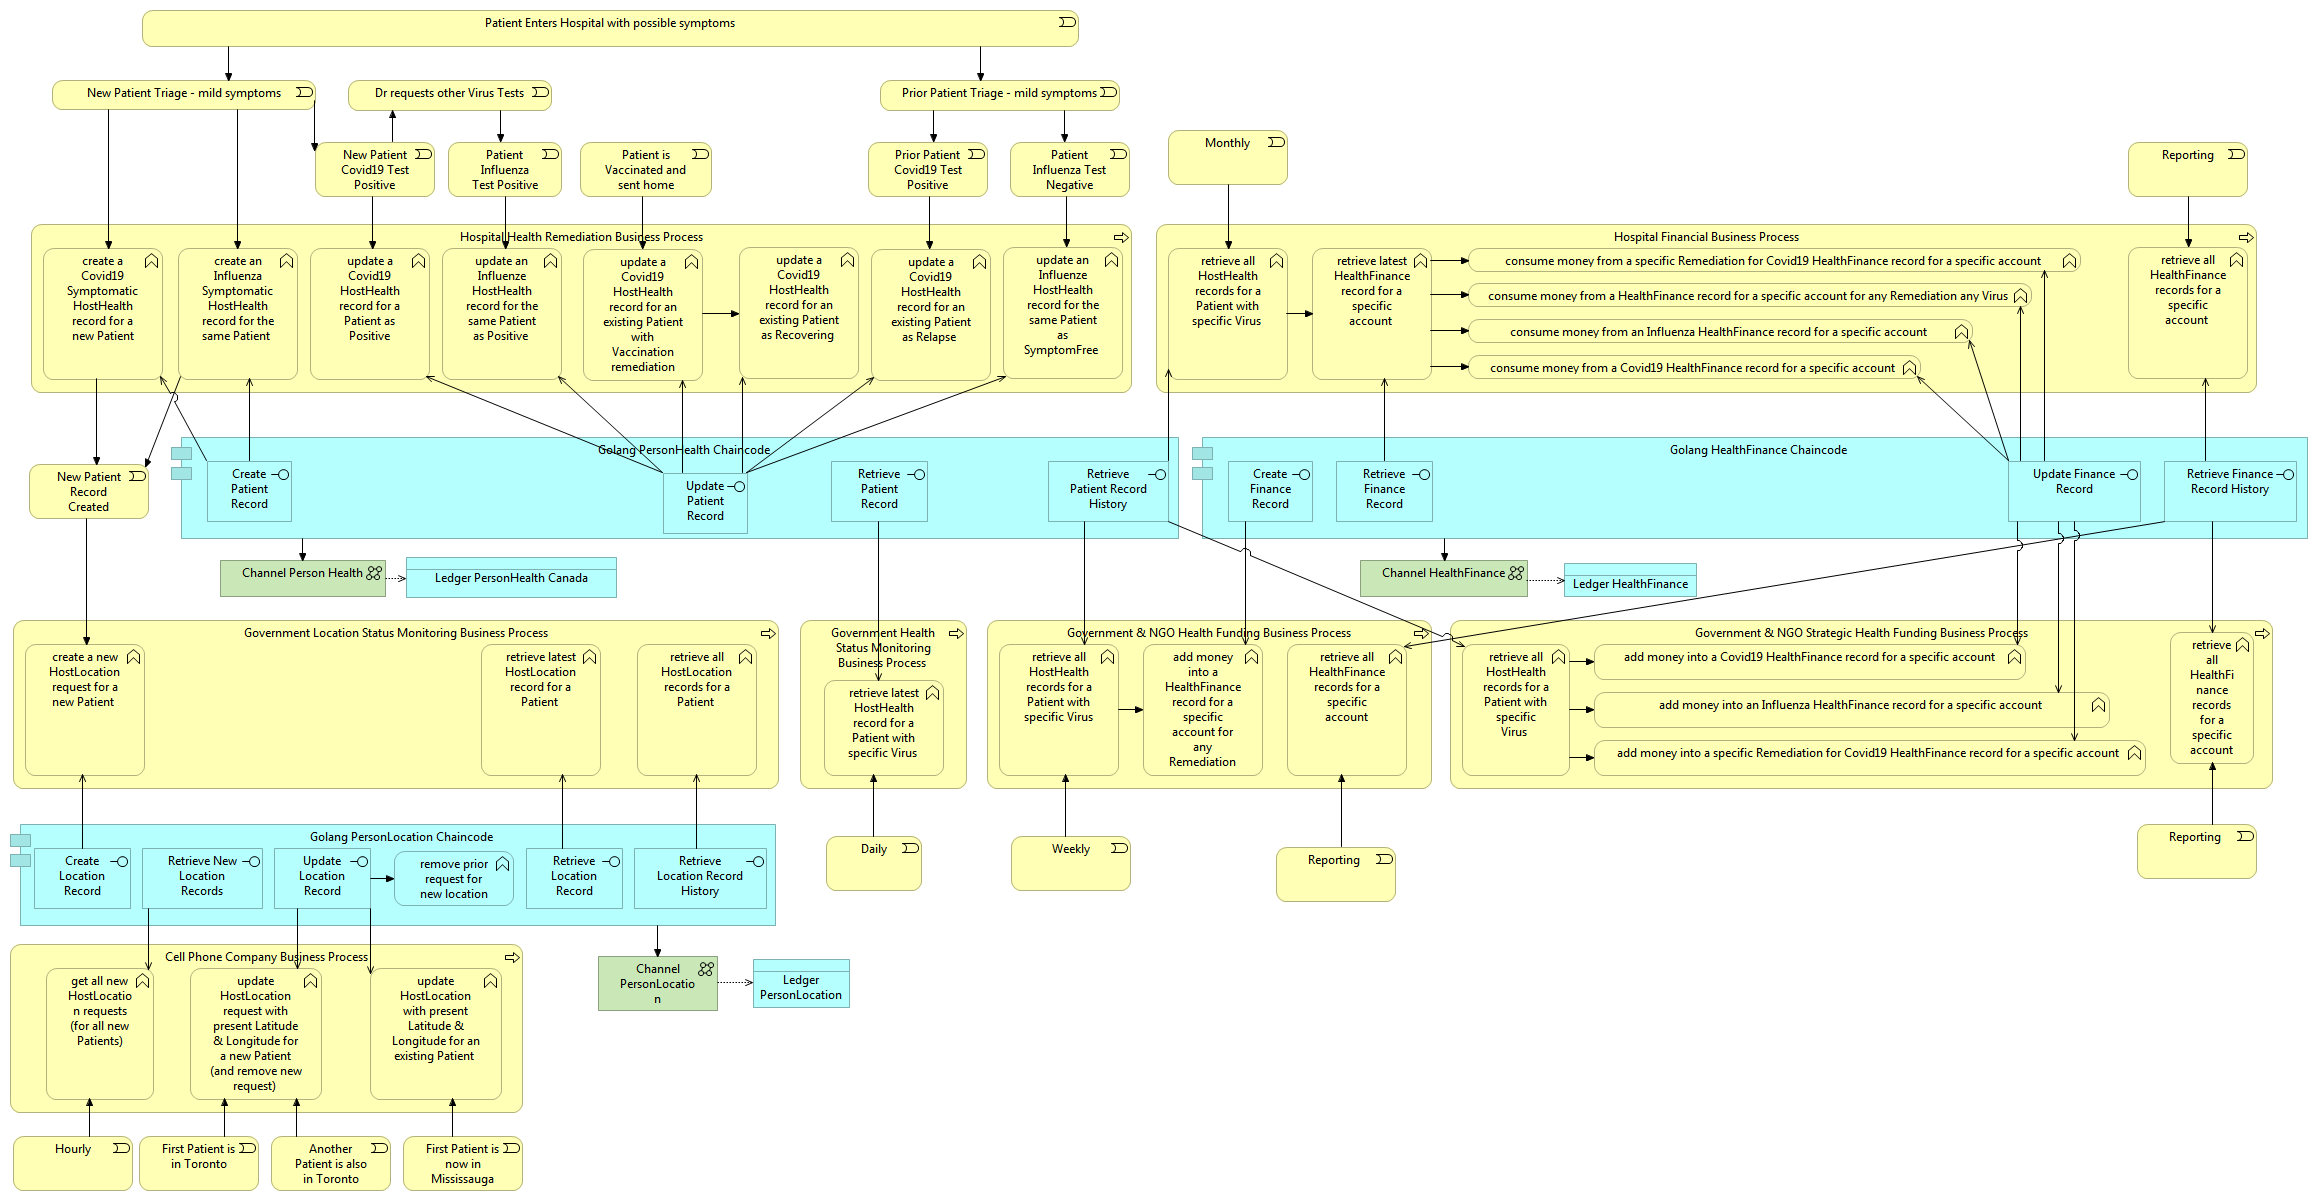 Patient Enters Hospital with possible symptoms
New Patient Triage - mild symptoms
Dr requests other Virus Tests
Prior Patient Triage - mild symptoms
New Patient
Covid19 Test
Positive
Patient
Influenza
Test Positive
Patient is
Vaccinated and
sent home
Prior Patient
Covid19 Test
Positive
Patient
Influenza Test
Negative
Monthly
Reporting
Hospital Health Remediation Business Process
create a
Covid19
Symptomatic
HostHealth
record for a
new Patient
create an
Influenza
Symptomatic
HostHealth
record for the
same Patient
update a
Covid19
HostHealth
record for a
Patient as
Positive
update an
Influenze
HostHealth
record for the
same Patient
as Positive
update a
Covid19
HostHealth
record for an
existing Patient
with
Vaccination
remediation
update a
Covid19
HostHealth
record for an
existing Patient
as Recovering
update a
Covid19
HostHealth
record for an
existing Patient
as Relapse
update an
Influenze
HostHealth
record for the
same Patient
as
SymptomFree
Hospital Financial Business Process
retrieve all
HostHealth
records for a
Patient with
specific Virus
retrieve latest
HealthFinance
record for a
specific
account
consume money from a specific Remediation for Covid19 HealthFinance record for a specific account
consume money from a HealthFinance record for a specific account for any Remediation any Virus
consume money from an Influenza HealthFinance record for a specific account
consume money from a Covid19 HealthFinance record for a specific account
retrieve all
HealthFinance
records for a
specific
account
New Patient
Record
Created
Golang PersonHealth Chaincode
Create
Patient
Record
Update
Patient
Record
Retrieve
Patient
Record
Retrieve
Patient Record
History
Golang HealthFinance Chaincode
Create
Finance
Record
Retrieve
Finance
Record
Update Finance
Record
Retrieve Finance
Record History
Channel Person Health
Ledger PersonHealth Canada
Channel HealthFinance
Ledger HealthFinance
Government Location Status Monitoring Business Process
create a new
HostLocation
request for a
new Patient
retrieve latest
HostLocation
record for a
Patient
retrieve all
HostLocation
records for a
Patient
Government Health
Status Monitoring
Business Process
retrieve latest
HostHealth
record for a
Patient with
specific Virus
Government & NGO Health Funding Business Process
retrieve all
HostHealth
records for a
Patient with
specific Virus
add money
into a
HealthFinance
record for a
specific
account for
any
Remediation
retrieve all
HealthFinance
records for a
specific
account
Government & NGO Strategic Health Funding Business Process
retrieve all
HostHealth
records for a
Patient with
specific
Virus
add money into a Covid19 HealthFinance record for a specific account
add money into an Influenza HealthFinance record for a specific account
add money into a specific Remediation for Covid19 HealthFinance record for a specific account
retrieve
all
HealthFi
nance
records
for a
specific
account
Golang PersonLocation Chaincode
Create
Location
Record
Retrieve New
Location
Records
Update
Location
Record
remove prior
request for
new location
Retrieve
Location
Record
Retrieve
Location Record
History
Daily
Weekly
Reporting
Reporting
Channel
PersonLocatio
n
Ledger
PersonLocation
Cell Phone Company Business Process
get all new
HostLocatio
n requests
(for all new
Patients)
update
HostLocation
request with
present Latitude
& Longitude for
a new Patient
(and remove new
request)
update
HostLocation
with present
Latitude &
Longitude for an
existing Patient
Hourly
First Patient is
in Toronto
Another
Patient is also
in Toronto
First Patient is
now in
Mississauga